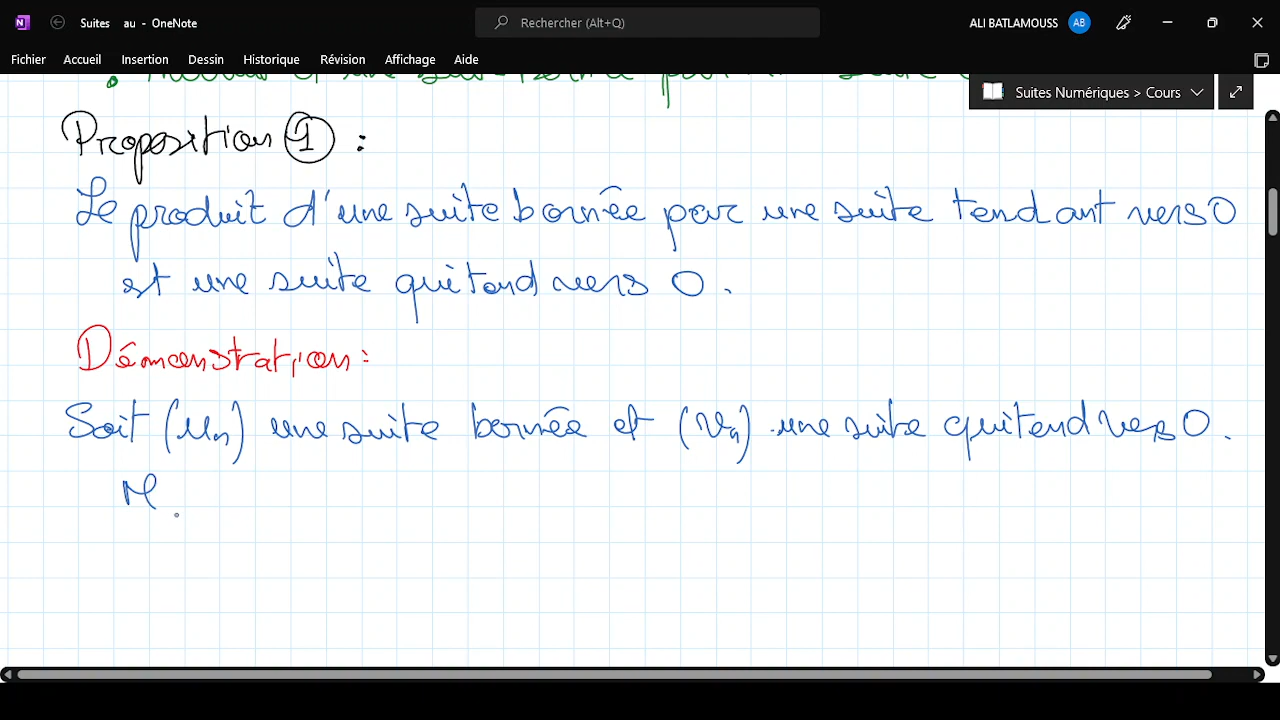 Suites au - OneNote
Rechercher (Alt+Q)
ALI BATLAMOUSS AB
Fichier Accueil Insertion Dessin Historique Révision Affichage Aide
Suites Numériques > Cours
Proposition 1 :
Le produit d'une suite bornée par une suite tendant vers 0
est une suite qui tend vers 0.
Démonstration :
Soit (un) une suite bornée et (vn) une suite qui tend vers 0.
M